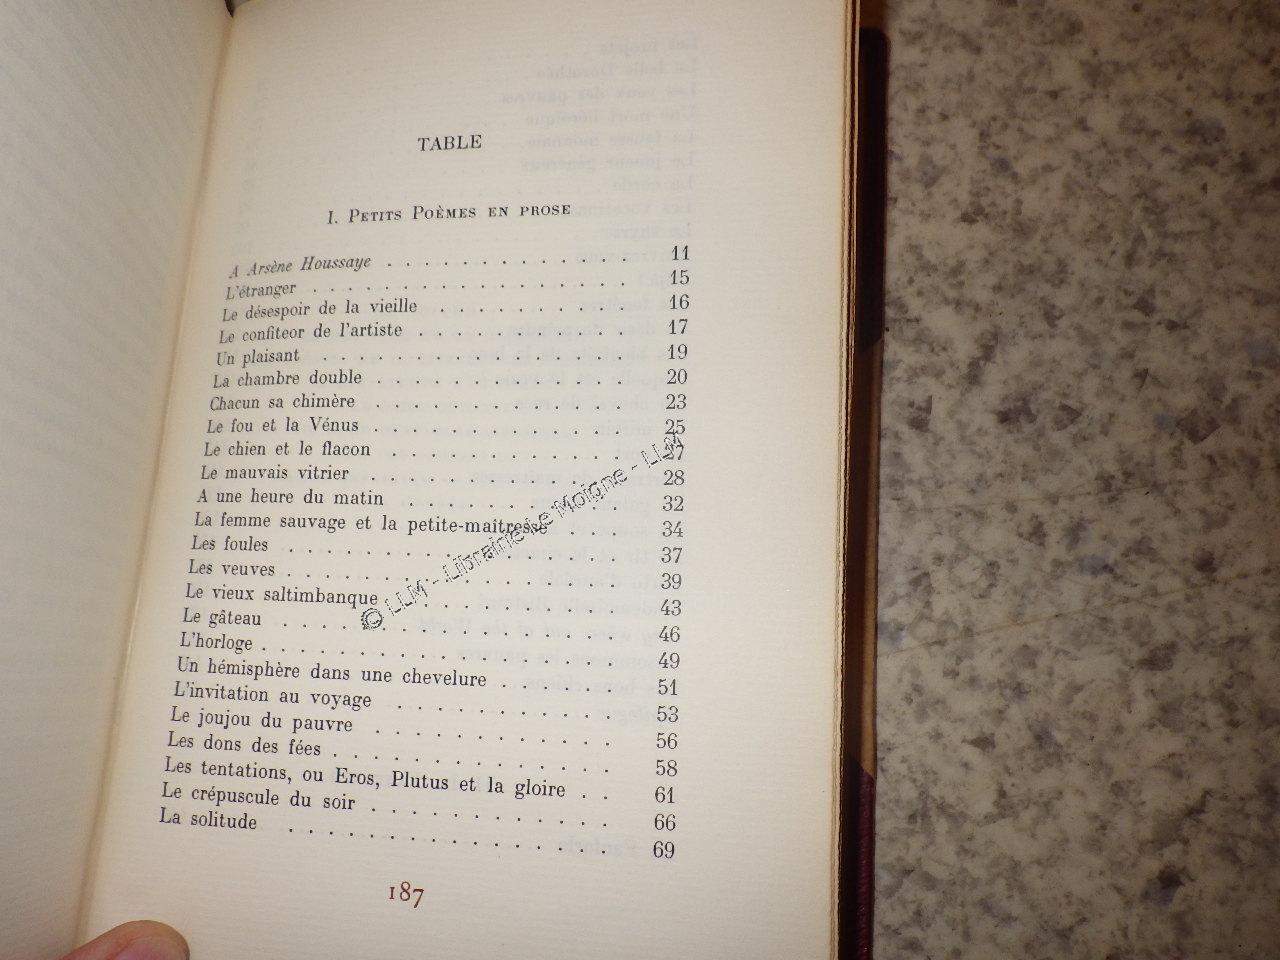 TABLE
I. PETITS POÈMES EN PROSE
A Arsène Houssaye . . . . . . . . . . . . . 11
L'étranger . . . . . . . . . . . . . . . . . 15
Le désespoir de la vieille . . . . . . . . . . 16
Le confiteor de l'artiste . . . . . . . . . . 17
Un plaisant . . . . . . . . . . . . . . . 19
La chambre double . . . . . . . . . . . . 20
Chacun sa chimère . . . . . . . . . . . . 23
Le fou et la Vénus . . . . . . . . . . . . 25
Le chien et le flacon . . . . . . . . . . . 27
Le mauvais vitrier . . . . . . . . . . . . 28
A une heure du matin . . . . . . . . . . 32
La femme sauvage et la petite-maîtresse . . . 34
Les foules . . . . . . . . . . . . . . . 37
Les veuves . . . . . . . . . . . . . . . 39
Le vieux saltimbanque . . . . . . . . . . 43
Le gâteau . . . . . . . . . . . . . . . 46
L'horloge . . . . . . . . . . . . . . . . 49
Un hémisphère dans une chevelure . . . . . 51
L'invitation au voyage . . . . . . . . . . 53
Le joujou du pauvre . . . . . . . . . . . 56
Les dons des fées . . . . . . . . . . . . 58
Les tentations, ou Eros, Plutus et la gloire . . 61
Le crépuscule du soir . . . . . . . . . . . 66
La solitude . . . . . . . . . . . . . . . 69
187
© LLM - Librairie Le Moigne - LLM